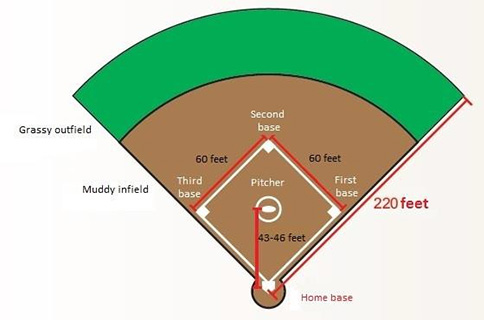 Second
base
Grassy outfield
60 feet
60 feet
Third
base
Pitcher
First
base
Muddy infield
220 feet
43-46 feet
Home base